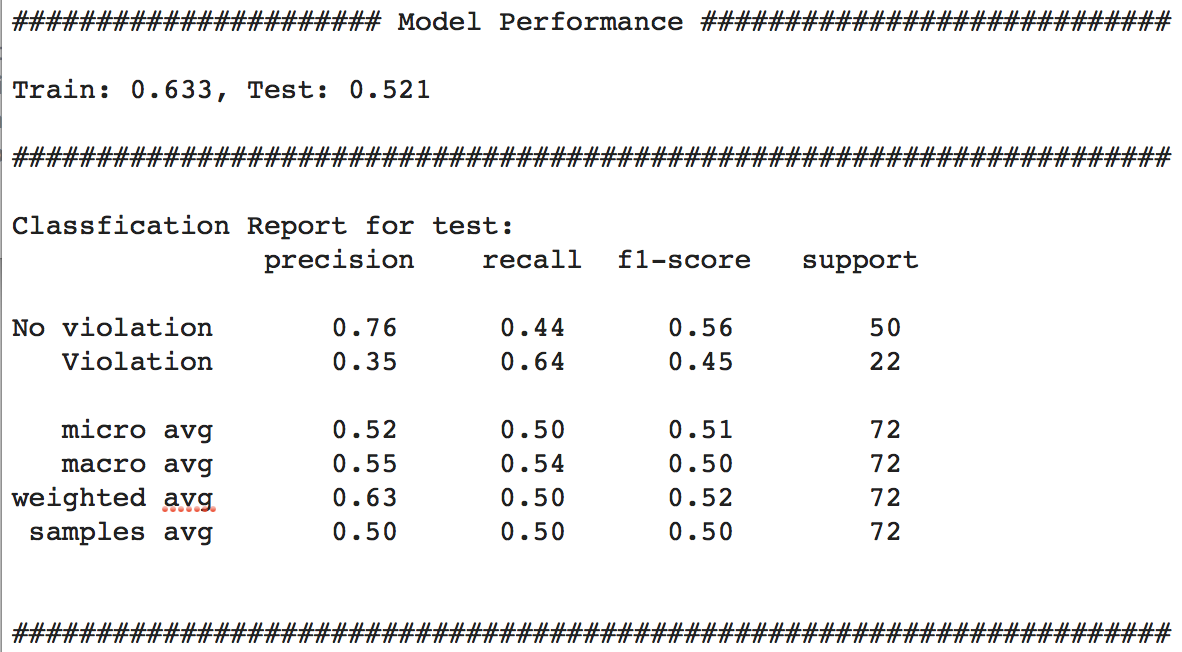 ###################### Model Performance ############################
Train: 0.633, Test: 0.521
#####################################################################
Classfication Report for test:
precision recall f1-score support
No violation 0.76 0.44 0.56 50
Violation 0.35 0.64 0.45 22
micro avg 0.52 0.50 0.51 72
macro avg 0.55 0.54 0.50 72
weighted avg 0.63 0.50 0.52 72
samples avg 0.50 0.50 0.50 72
#####################################################################